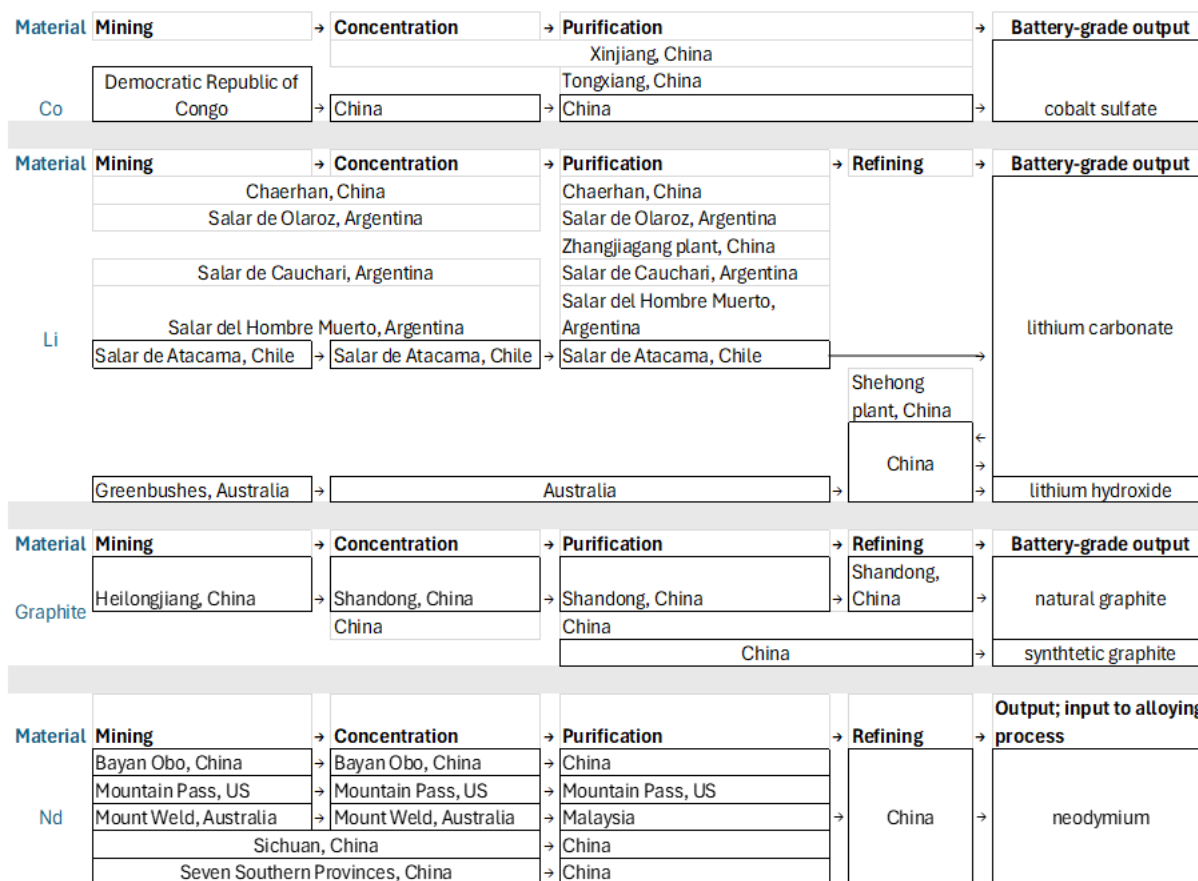 Material Mining → Concentration → Purification → Battery-grade output
Xinjiang, China
Democratic Republic of Tongxiang, China
Co Congo → China → China → cobalt sulfate
Material Mining → Concentration → Purification → Refining → Battery-grade output
Chaerhan, China Chaerhan, China
Salar de Olaroz, Argentina Salar de Olaroz, Argentina
Zhangjiagang plant, China
Salar de Cauchari, Argentina Salar de Cauchari, Argentina
Salar del Hombre Muerto,
Salar del Hombre Muerto, Argentina Argentina lithium carbonate
Li
Salar de Atacama, Chile → Salar de Atacama, Chile → Salar de Atacama, Chile →
Shehong
plant, China
←
China →
Greenbushes, Australia → Australia → → lithium hydroxide
Material Mining → Concentration → Purification → Refining → Battery-grade output
Shandong,
Graphite Heilongjiang, China → Shandong, China → Shandong, China → China → natural graphite
China China
China → synthtetic graphite
Output; input to alloying
Material Mining → Concentration → Purification → Refining → process
Bayan Obo, China → Bayan Obo, China → China
Mountain Pass, US → Mountain Pass, US → Mountain Pass, US
Nd Mount Weld, Australia → Mount Weld, Australia → Malaysia → China → neodymium
Sichuan, China → China
Seven Southern Provinces, China → China